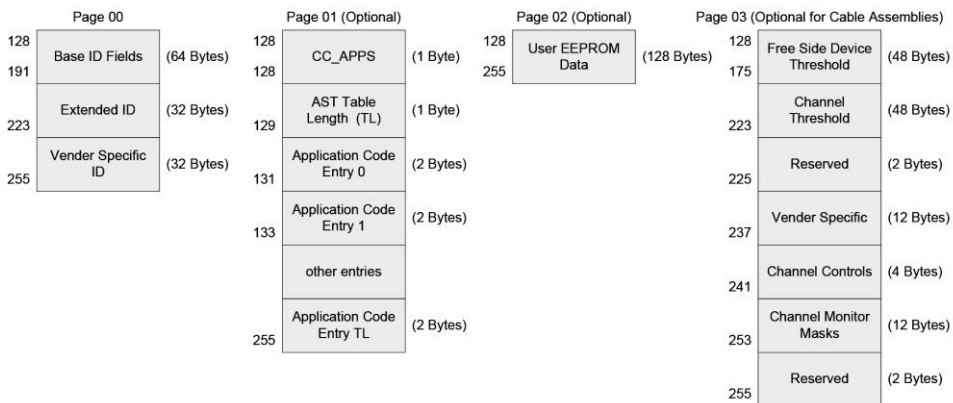 Page 00
128
Base ID Fields
(64 Bytes)
191
Extended ID
(32 Bytes)
223
Vender Specific
ID
(32 Bytes)
255
Page 01 (Optional)
128
CC_APPS
(1 Byte)
128
AST Table
Length (TL)
(1 Byte)
129
Application Code
Entry 0
(2 Bytes)
131
Application Code
Entry 1
(2 Bytes)
133
other entries
Application Code
Entry TL
(2 Bytes)
255
Page 02 (Optional)
128
User EEPROM
Data
(128 Bytes)
255
Page 03 (Optional for Cable Assemblies)
128
Free Side Device
Threshold
(48 Bytes)
175
Channel
Threshold
(48 Bytes)
223
Reserved
(2 Bytes)
225
Vender Specific
(12 Bytes)
237
Channel Controls
(4 Bytes)
241
Channel Monitor
Masks
(12 Bytes)
253
Reserved
(2 Bytes)
255